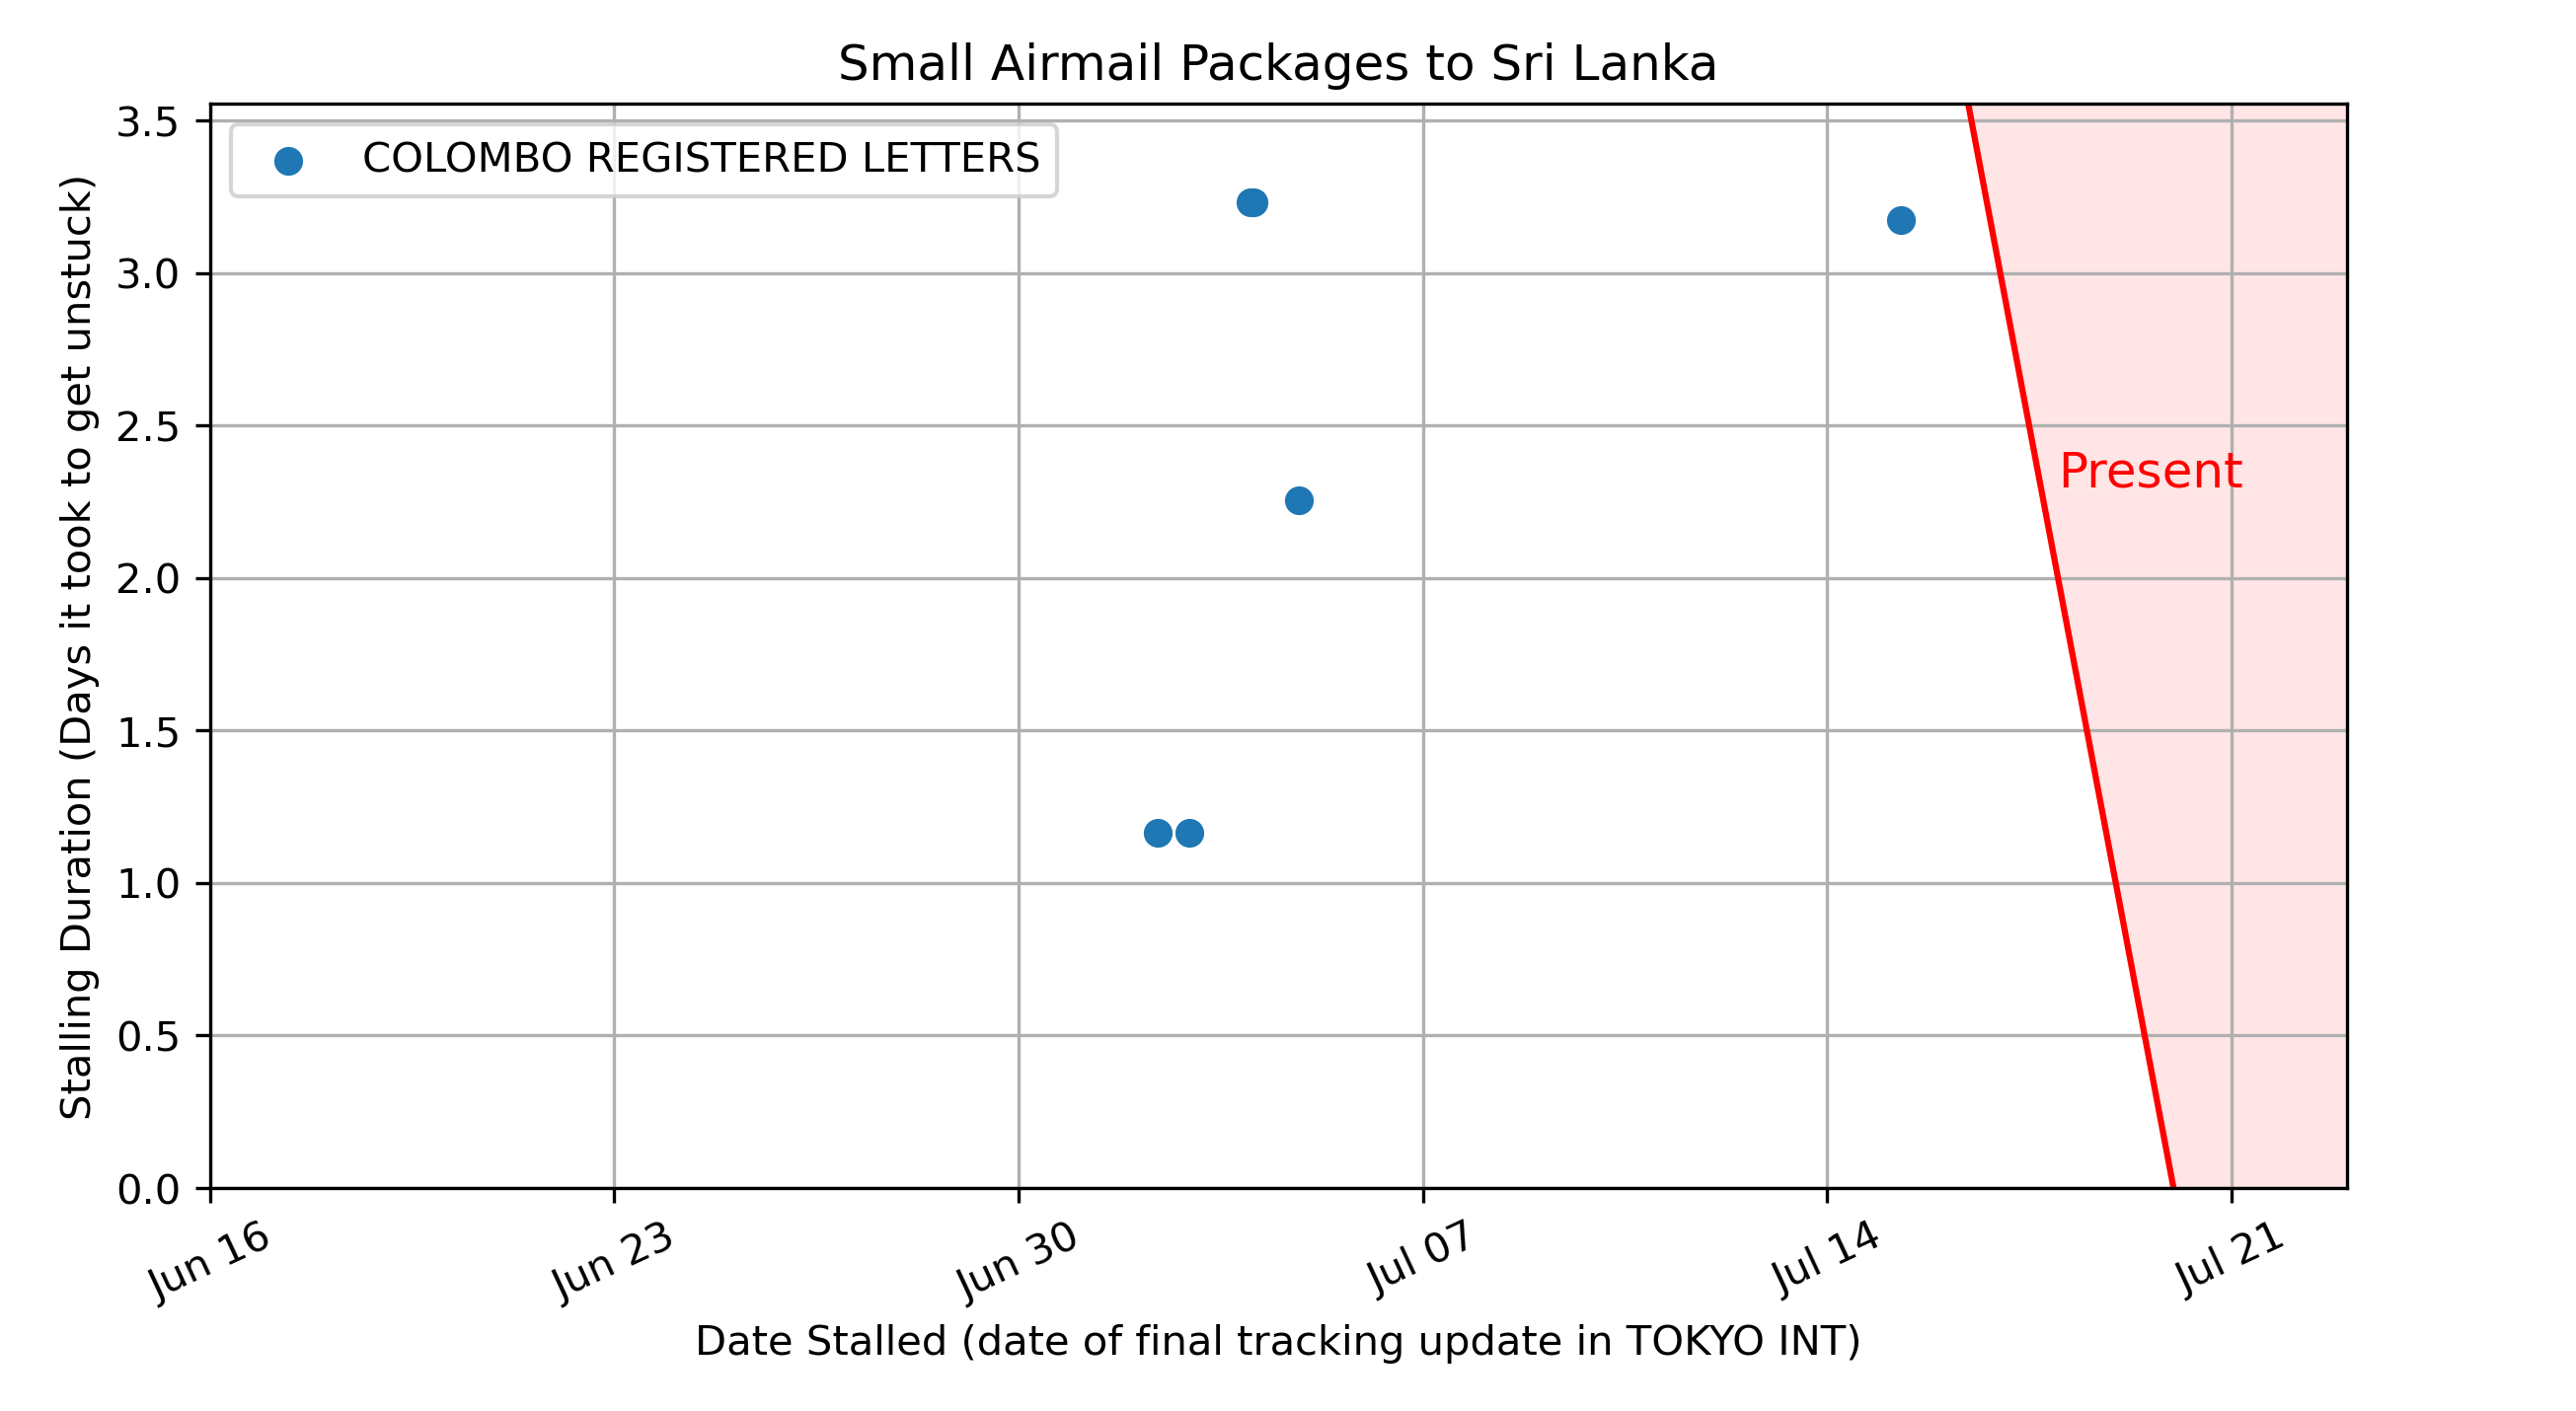 Small Airmail Packages to Sri Lanka
COLOMBO REGISTERED LETTERS
Stalling Duration (Days it took to get unstuck)
3.5
3.0
2.5
2.0
1.5
1.0
0.5
0.0
Present
Jun 16
Jun 23
Jun 30
Jul 07
Jul 14
Jul 21
Date Stalled (date of final tracking update in TOKYO INT)